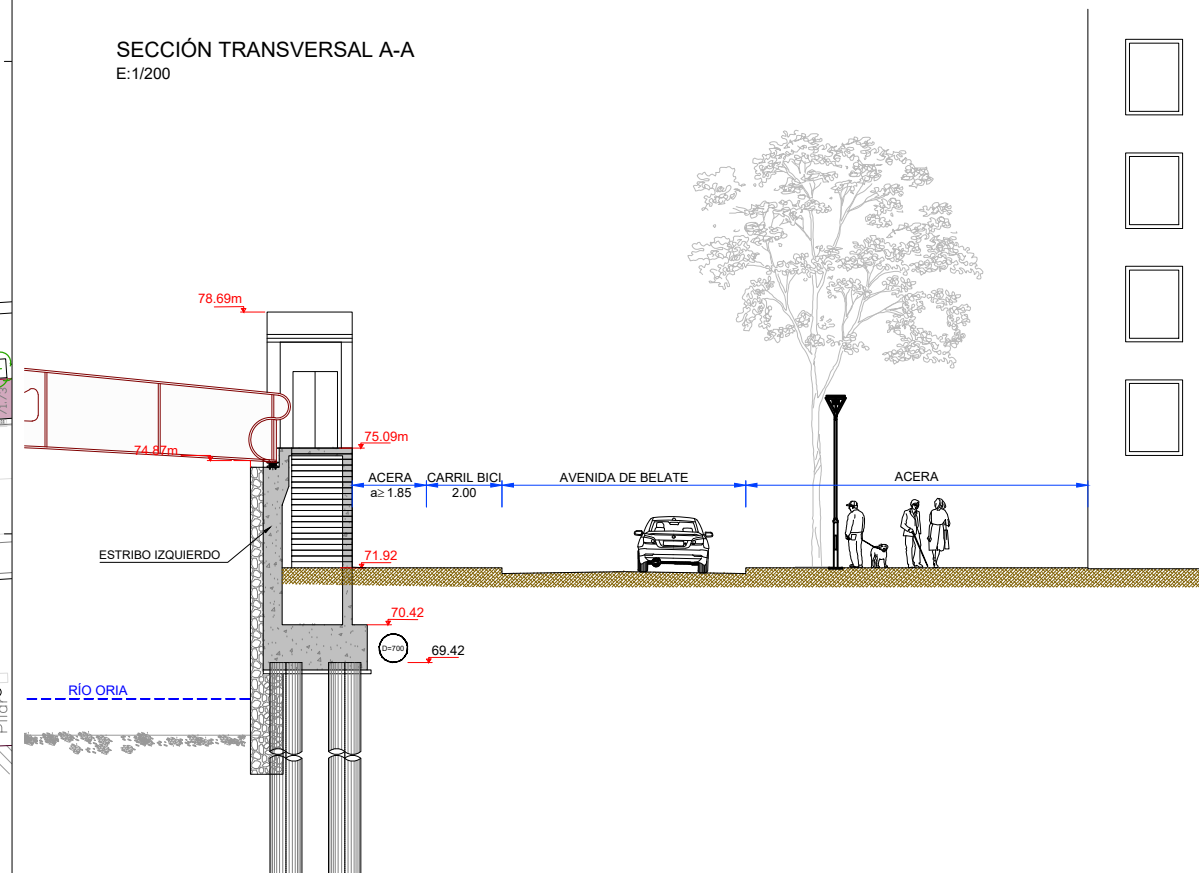 SECCIÓN TRANSVERSAL A-A
E:1/200
78.69m
75.09m
74.87m
ACERA
a≥ 1.85
CARRIL BICI
2.00
AVENIDA DE BELATE
ACERA
ESTRIBO IZQUIERDO
71.92
70.42
D=700
69.42
RÍO ORIA